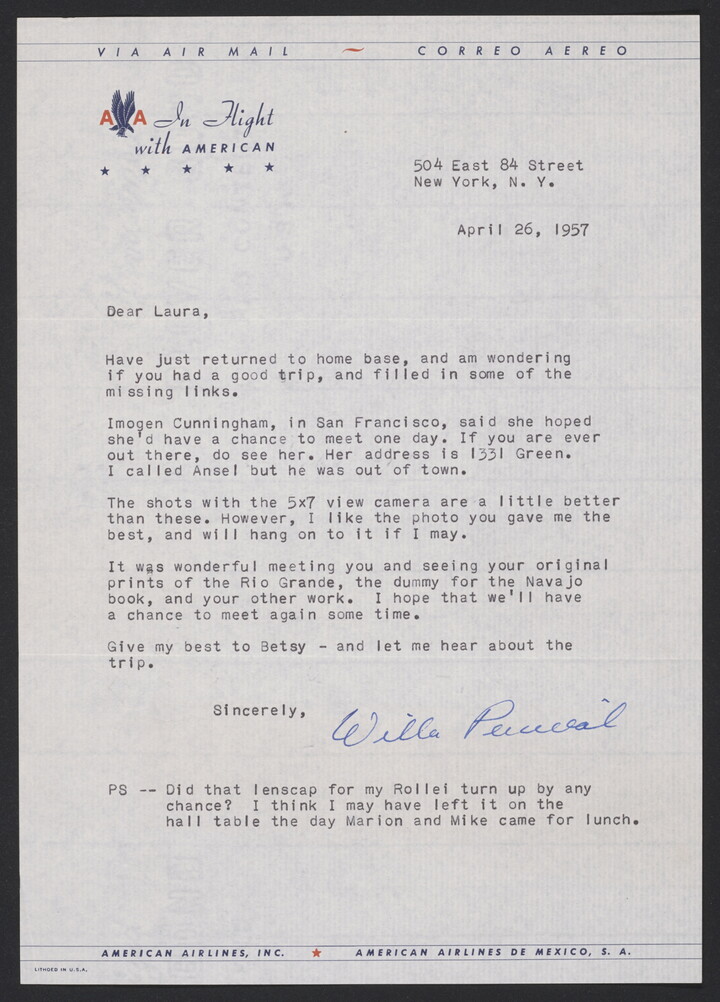 VIA AIR MAIL ~ CORREO AEREO
A A In Flight
with AMERICAN
★ ★ ★ ★ ★
504 East 84 Street
New York, N. Y.
April 26, 1957
Dear Laura,
Have just returned to home base, and am wondering
if you had a good trip, and filled in some of the
missing links.
Imogen Cunningham, in San Francisco, said she hoped
she'd have a chance to meet one day. If you are ever
out there, do see her. Her address is 1331 Green.
I called Ansel but he was out of town.
The shots with the 5x7 view camera are a little better
than these. However, I like the photo you gave me the
best, and will hang on to it if I may.
It was wonderful meeting you and seeing your original
prints of the Rio Grande, the dummy for the Navajo
book, and your other work. I hope that we'll have
a chance to meet again some time.
Give my best to Betsy - and let me hear about the
trip.
Sincerely, Willa Percival
PS -- Did that lenscap for my Rollei turn up by any
chance? I think I may have left it on the
hall table the day Marion and Mike came for lunch.
AMERICAN AIRLINES, INC. ★ AMERICAN AIRLINES DE MEXICO, S. A.
LITHOED IN U.S.A.